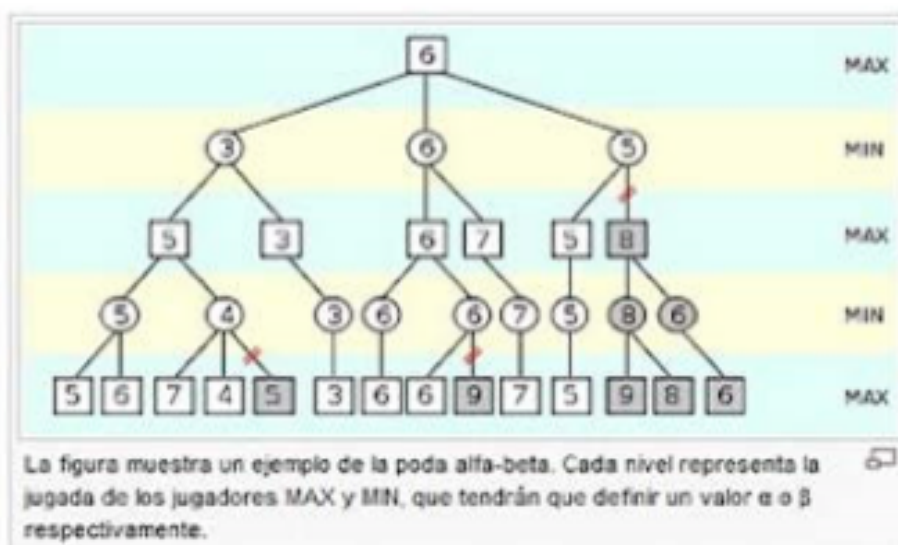 6 MAX
3 6 5 MIN
5 3 6 7 5 8 MAX
5 4 3 6 6 7 5 8 6 MIN
5 6 7 4 5 3 6 6 9 7 5 9 8 6 MAX
La figura muestra un ejemplo de la poda alfa-beta. Cada nivel representa la
jugada de los jugadores MAX y MIN, que tendrán que definir un valor α o β
respectivamente.